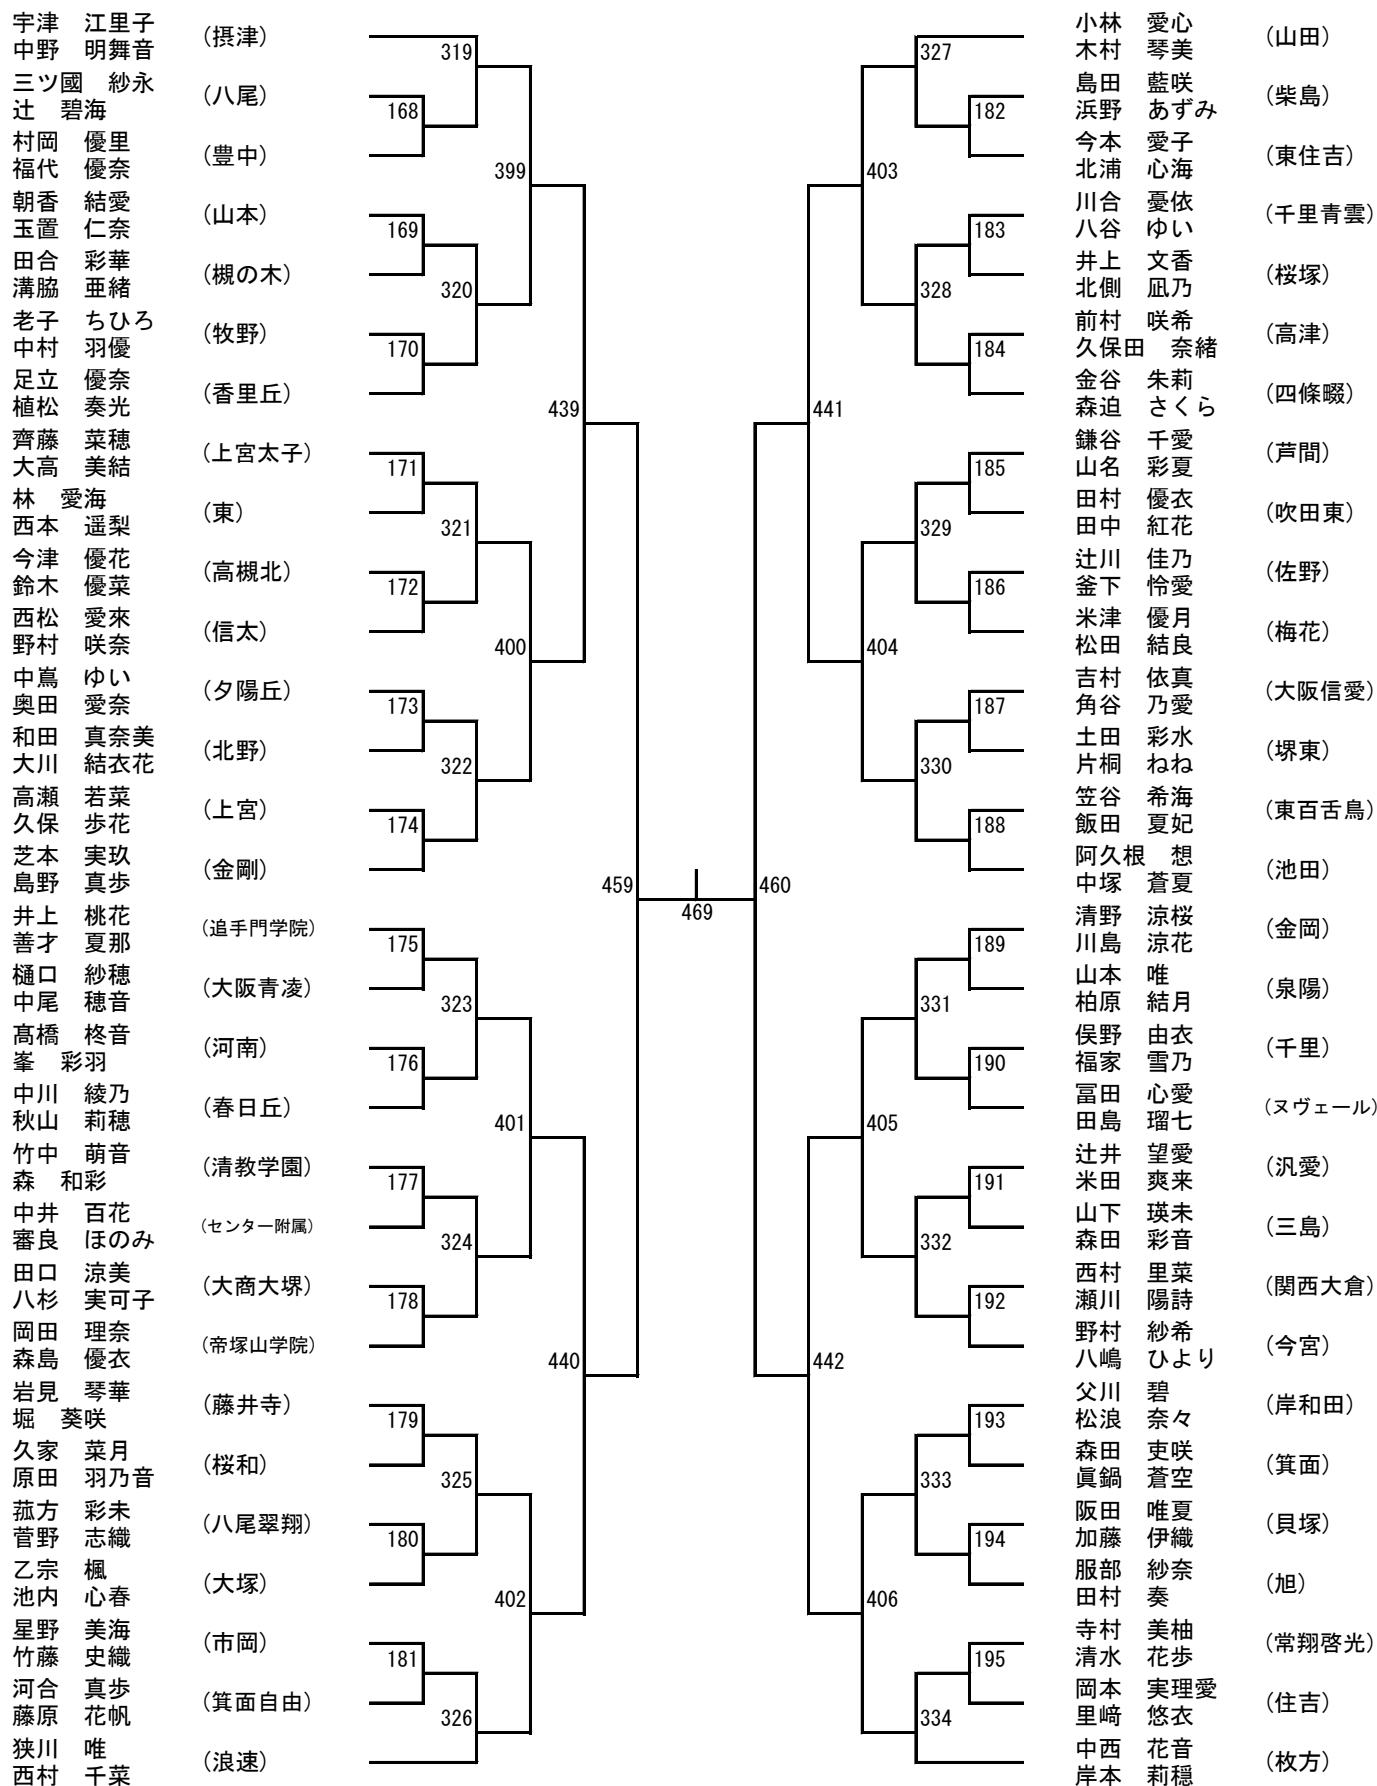 宇津　江里子
中野　明舞音
(摂津)
三ツ國　紗永
辻　碧海
(八尾)
村岡　優里
福代　優奈
(豊中)
朝香　結愛
玉置　仁奈
(山本)
田合　彩華
溝脇　亜緒
(槻の木)
老子　ちひろ
中村　羽優
(牧野)
足立　優奈
植松　奏光
(香里丘)
齊藤　菜穂
大高　美結
(上宮太子)
林　愛海
西本　遥梨
(東)
今津　優花
鈴木　優菜
(高槻北)
西松　愛來
野村　咲奈
(信太)
中嶌　ゆい
奥田　愛奈
(夕陽丘)
和田　真奈美
大川　結衣花
(北野)
高瀬　若菜
久保　歩花
(上宮)
芝本　実玖
島野　真歩
(金剛)
井上　桃花
善才　夏那
(追手門学院)
樋口　紗穂
中尾　穂音
(大阪青凌)
髙橋　柊音
峯　彩羽
(河南)
中川　綾乃
秋山　莉穂
(春日丘)
竹中　萌音
森　和彩
(清教学園)
中井　百花
審良　ほのみ
(センター附属)
田口　涼美
八杉　実可子
(大商大堺)
岡田　理奈
森島　優衣
(帝塚山学院)
岩見　琴華
堀　葵咲
(藤井寺)
久家　菜月
原田　羽乃音
(桜和)
菰方　彩未
菅野　志織
(八尾翠翔)
乙宗　楓
池内　心春
(大塚)
星野　美海
竹藤　史織
(市岡)
河合　真歩
藤原　花帆
(箕面自由)
狭川　唯
西村　千菜
(浪速)
168
169
170
171
172
173
174
175
176
177
178
179
180
181
319
320
321
322
323
324
325
326
399
400
401
402
439
440
459
469
460
441
442
403
404
405
406
327
328
329
330
331
332
333
334
182
183
184
185
186
187
188
189
190
191
192
193
194
195
小林　愛心
木村　琴美
(山田)
島田　藍咲
浜野　あずみ
(柴島)
今本　愛子
北浦　心海
(東住吉)
川合　憂依
八谷　ゆい
(千里青雲)
井上　文香
北側　凪乃
(桜塚)
前村　咲希
久保田　奈緒
(高津)
金谷　朱莉
森迫　さくら
(四條畷)
鎌谷　千愛
山名　彩夏
(芦間)
田村　優衣
田中　紅花
(吹田東)
辻川　佳乃
釜下　怜愛
(佐野)
米津　優月
松田　結良
(梅花)
吉村　依真
角谷　乃愛
(大阪信愛)
土田　彩水
片桐　ねね
(堺東)
笠谷　希海
飯田　夏妃
(東百舌鳥)
阿久根　想
中塚　蒼夏
(池田)
清野　涼桜
川島　涼花
(金岡)
山本　唯
柏原　結月
(泉陽)
俣野　由衣
福家　雪乃
(千里)
冨田　心愛
田島　瑠七
(ヌヴェール)
辻井　望愛
米田　爽来
(汎愛)
山下　瑛未
森田　彩音
(三島)
西村　里菜
瀬川　陽詩
(関西大倉)
野村　紗希
八嶋　ひより
(今宮)
父川　碧
松浪　奈々
(岸和田)
森田　吏咲
眞鍋　蒼空
(箕面)
阪田　唯夏
加藤　伊織
(貝塚)
服部　紗奈
田村　奏
(旭)
寺村　美柚
清水　花歩
(常翔啓光)
岡本　実理愛
里﨑　悠衣
(住吉)
中西　花音
岸本　莉穏
(枚方)